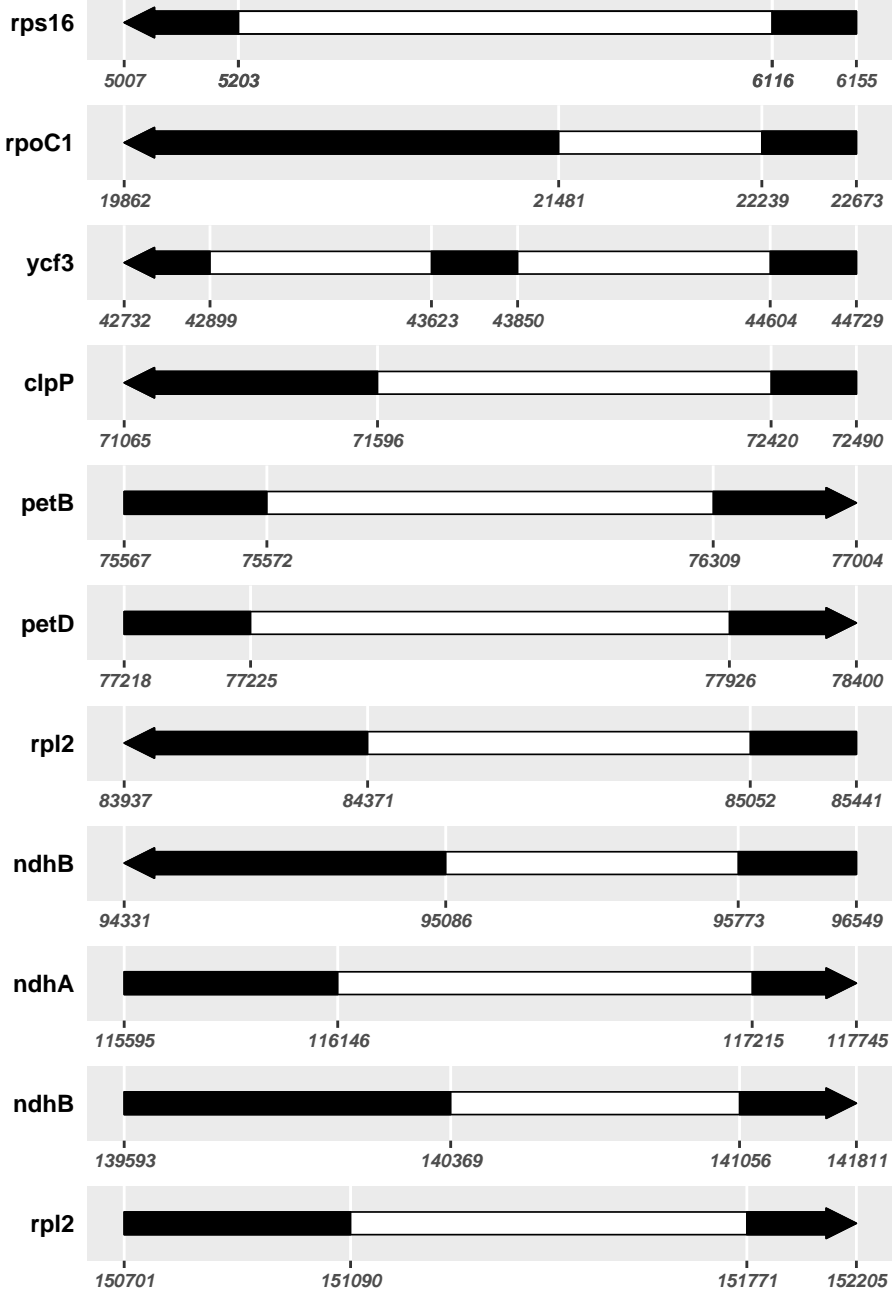 rps16
5007 5203 6116 6155
rpoC1
19862 21481 22239 22673
ycf3
42732 42899 43623 43850 44604 44729
clpP
71065 71596 72420 72490
petB
75567 75572 76309 77004
petD
77218 77225 77926 78400
rpl2
83937 84371 85052 85441
ndhB
94331 95086 95773 96549
ndhA
115595 116146 117215 117745
ndhB
139593 140369 141056 141811
rpl2
150701 151090 151771 152205